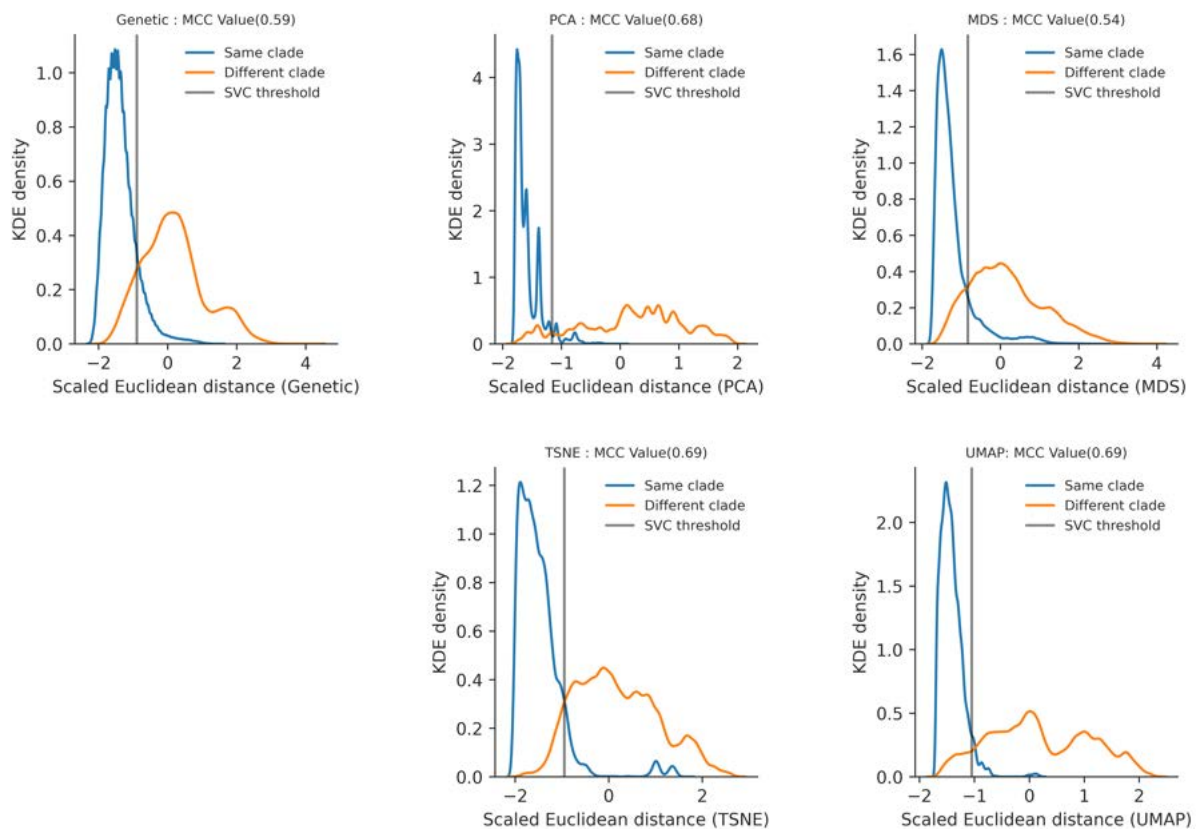 Genetic : MCC Value(0.59)
Same clade
Different clade
SVC threshold
KDE density
1.0
0.8
0.6
0.4
0.2
0.0
−2
0
2
4
Scaled Euclidean distance (Genetic)
PCA : MCC Value(0.68)
Same clade
Different clade
SVC threshold
KDE density
4
3
2
1
0
−2
−1
0
1
2
Scaled Euclidean distance (PCA)
MDS : MCC Value(0.54)
Same clade
Different clade
SVC threshold
KDE density
1.6
1.4
1.2
1.0
0.8
0.6
0.4
0.2
0.0
−2
0
2
4
Scaled Euclidean distance (MDS)
TSNE : MCC Value(0.69)
Same clade
Different clade
SVC threshold
KDE density
1.2
1.0
0.8
0.6
0.4
0.2
0.0
−2
0
2
Scaled Euclidean distance (TSNE)
UMAP: MCC Value(0.69)
Same clade
Different clade
SVC threshold
KDE density
2.0
1.5
1.0
0.5
0.0
−2
−1
0
1
2
Scaled Euclidean distance (UMAP)